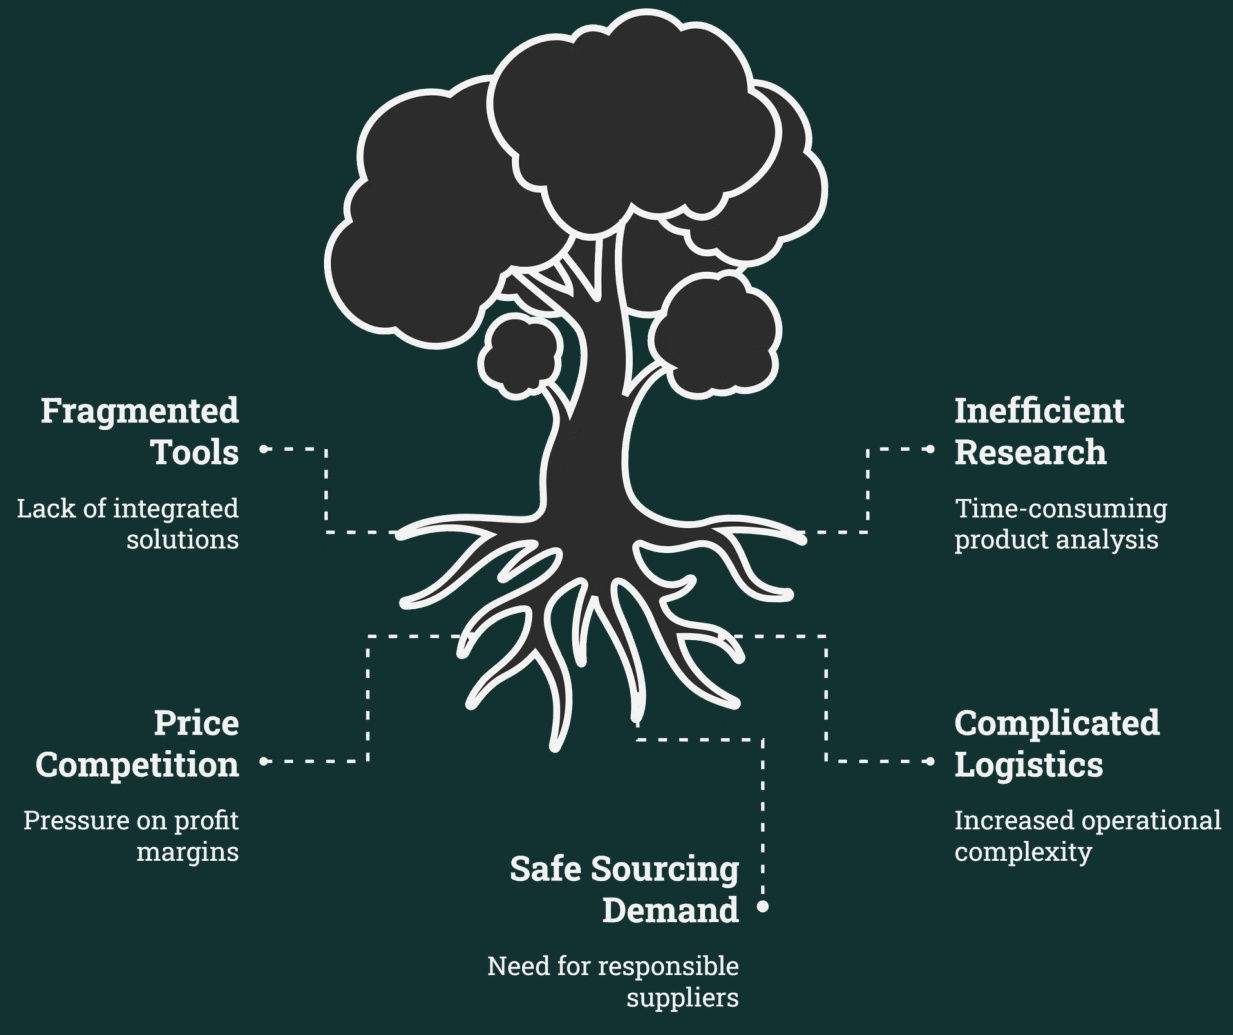 Fragmented
Tools
Lack of integrated
solutions
Inefficient
Research
Time-consuming
product analysis
Price
Competition
Pressure on profit
margins
Complicated
Logistics
Increased operational
complexity
Safe Sourcing
Demand
Need for responsible
suppliers